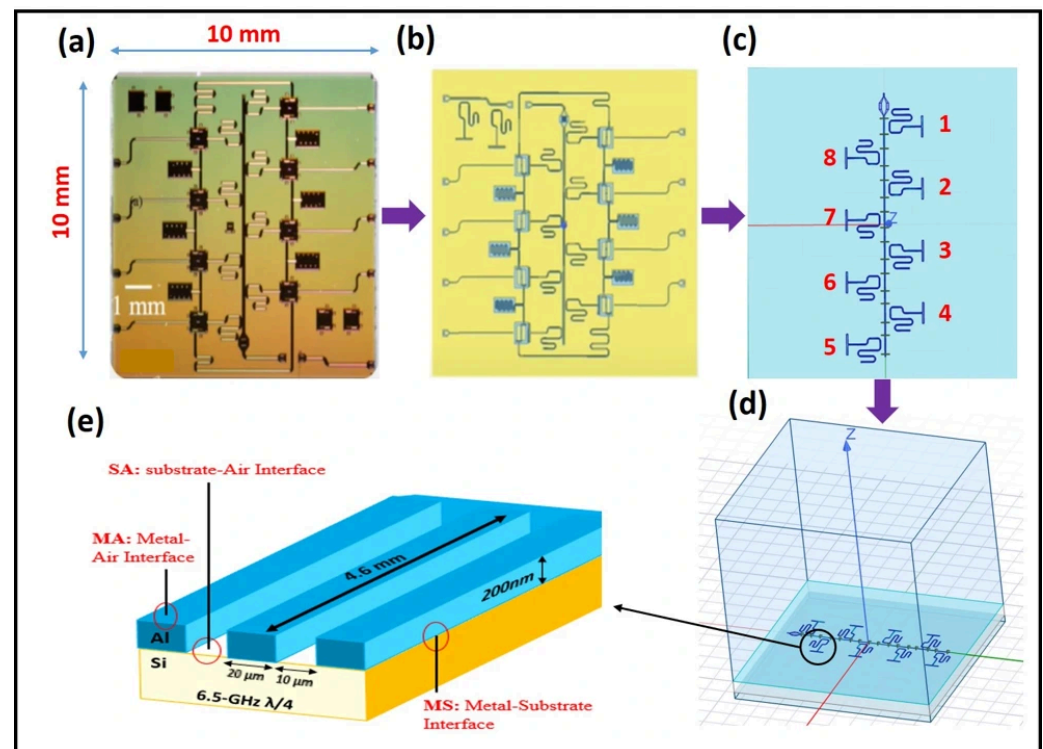 (a)
10 mm
(b)
(c)
10 mm
1 mm
1
8
2
7
Z
3
6
4
5
(e)
(d)
Z
SA: substrate-Air Interface
MA: Metal-
Air Interface
4.6 mm
200nm
Al
Si
20 μm
10 μm
6.5-GHz λ/4
MS: Metal-Substrate
Interface